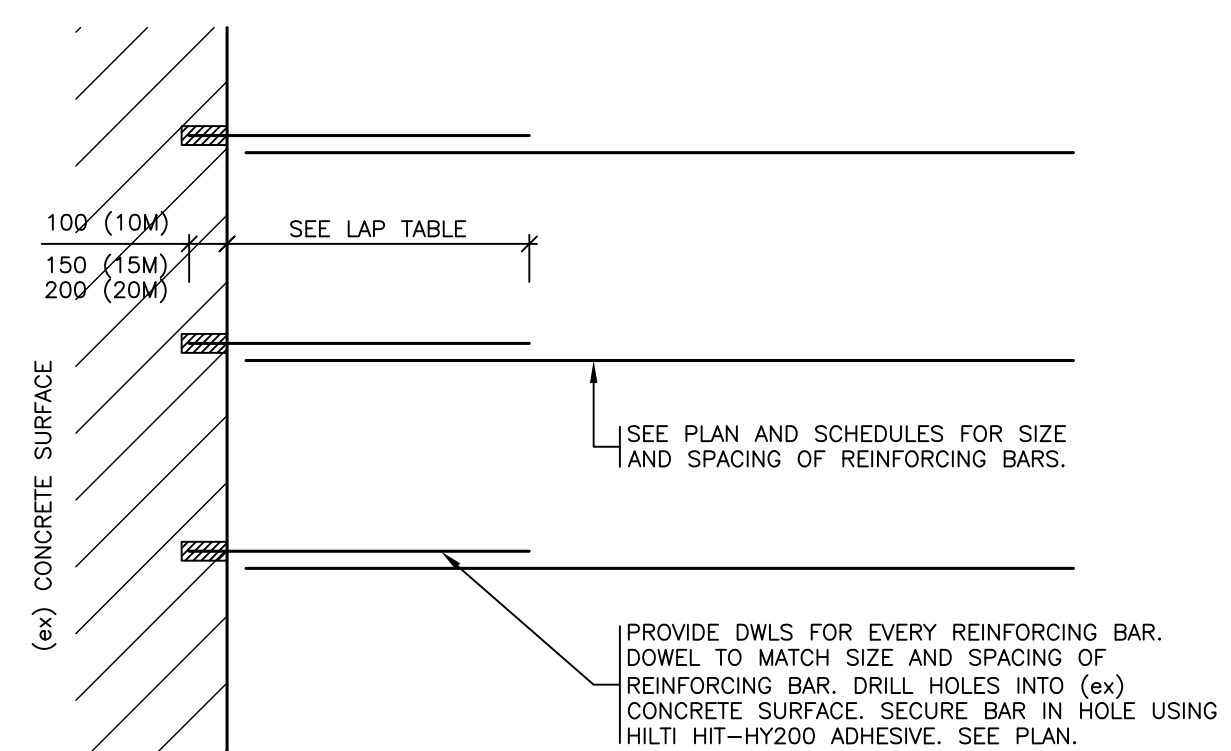 100 (10M)
150 (15M)
200 (20M)
SEE LAP TABLE
(ex) CONCRETE SURFACE
SEE PLAN AND SCHEDULES FOR SIZE
AND SPACING OF REINFORCING BARS.
PROVIDE DWLS FOR EVERY REINFORCING BAR.
DOWEL TO MATCH SIZE AND SPACING OF
REINFORCING BAR. DRILL HOLES INTO (ex)
CONCRETE SURFACE. SECURE BAR IN HOLE USING
HILTI HIT-HY200 ADHESIVE. SEE PLAN.